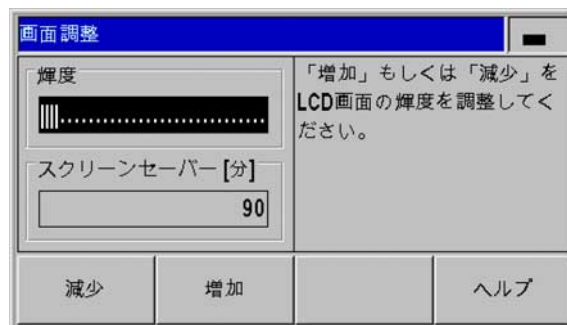 画面調整
輝度
スクリーンセーバー [分]
90
「増加」もしくは「減少」を
LCD画面の輝度を調整してく
ださい。
減少
増加
ヘルプ